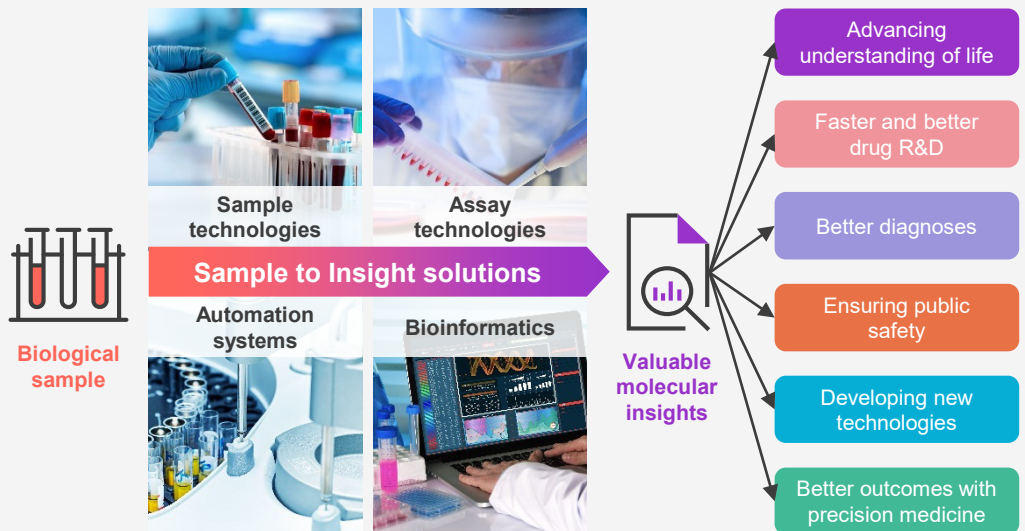 Biological
sample
Sample
technologies
Assay
technologies
Sample to Insight solutions
Automation
systems
Bioinformatics
Valuable
molecular
insights
Advancing
understanding of life
Faster and better
drug R&D
Better diagnoses
Ensuring public
safety
Developing new
technologies
Better outcomes with
precision medicine